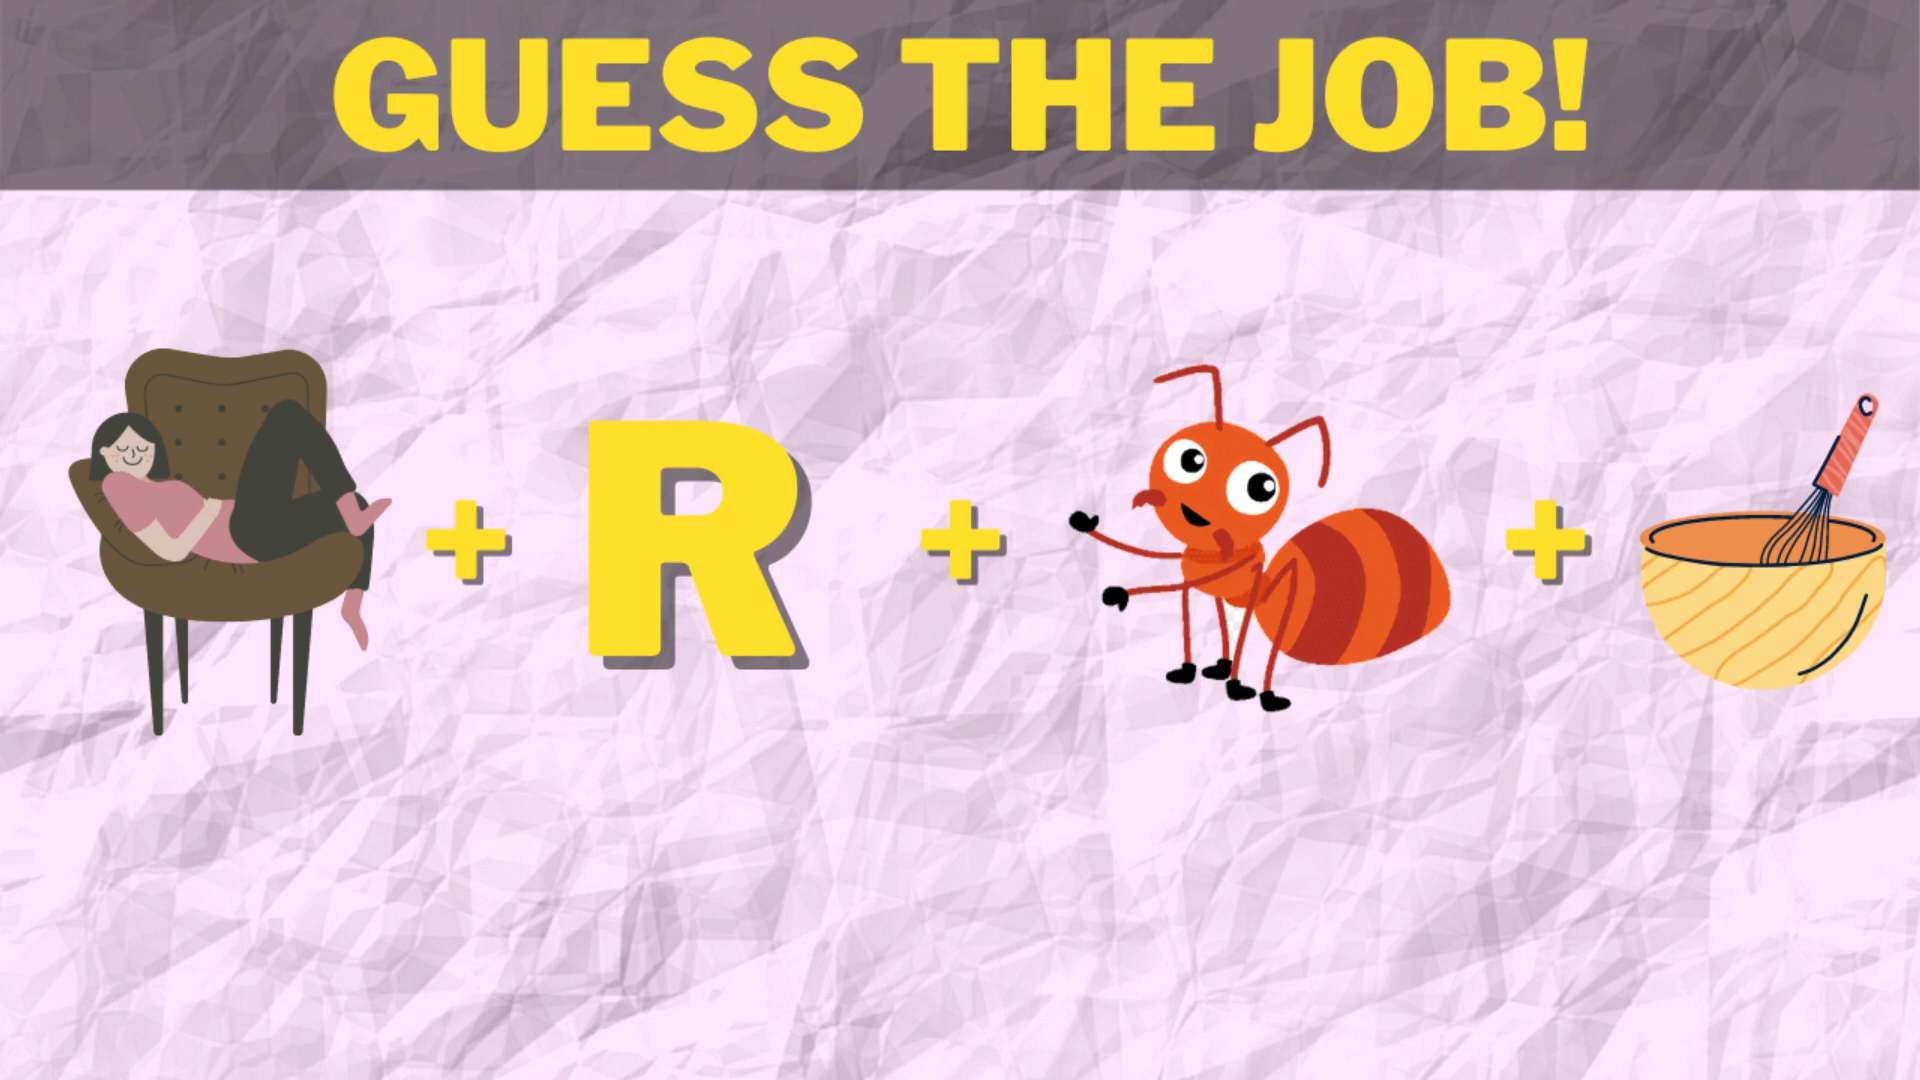 GUESS THE JOB!
+ R + +